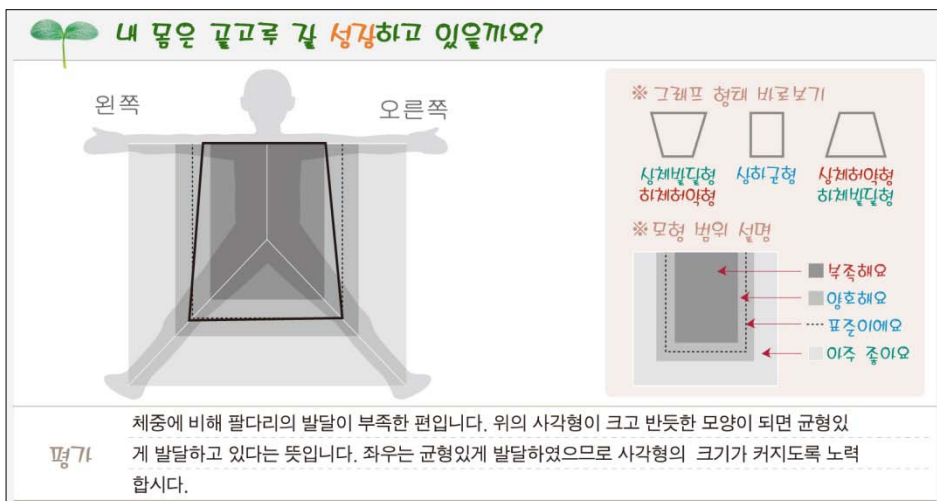 내 몸은 골고루 잘 성장하고 있을까요?
왼쪽
오른쪽
※ 그래프 형태 바로보기
상체발달형
하체허약형
상하균형
상체허약형
하체발달형
※ 모형 범위 설명
부족해요
양호해요
표준이에요
아주 좋아요
평가
체중에 비해 팔다리의 발달이 부족한 편입니다. 위의 사각형이 크고 반듯한 모양이 되면 균형있
게 발달하고 있다는 뜻입니다. 좌우는 균형있게 발달하였으므로 사각형의 크기가 커지도록 노력
합시다.